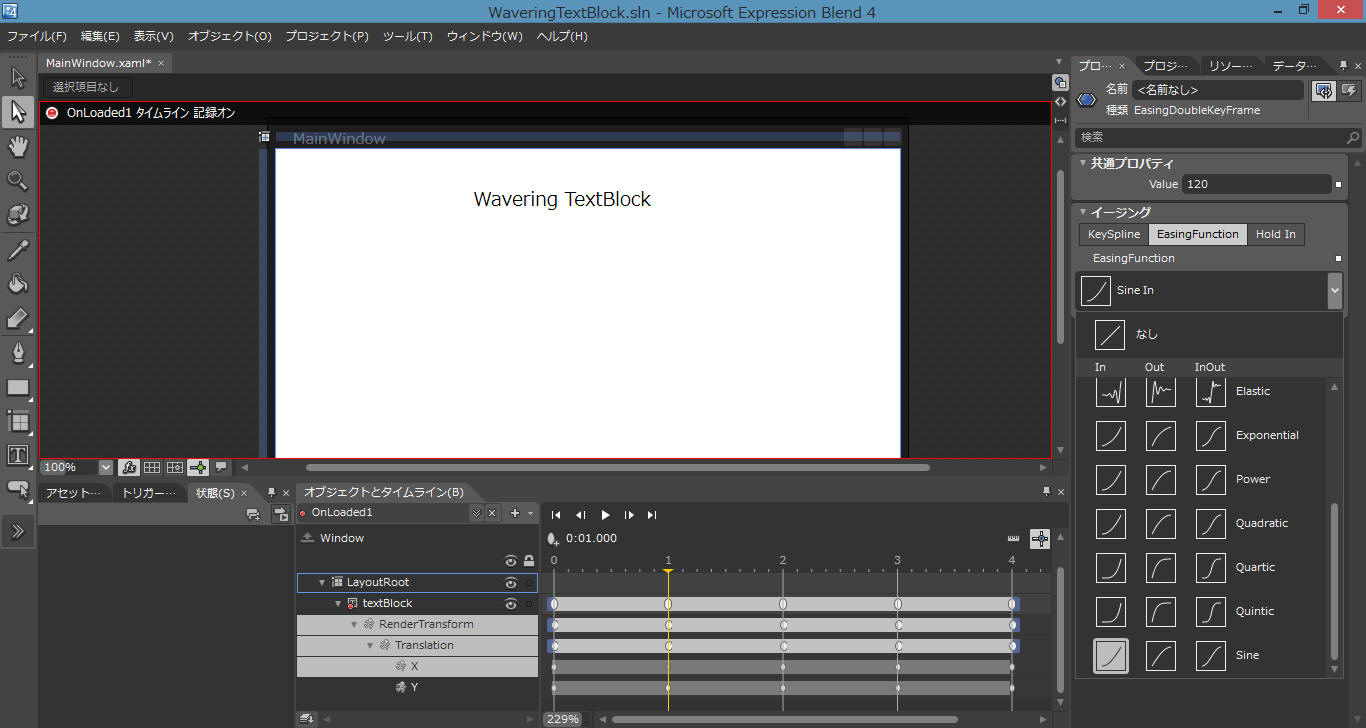 WaveringTextBlock.sln - Microsoft Expression Blend 4
ファイル(F) 編集(E) 表示(V) オブジェクト(O) プロジェクト(P) ツール(T) ウィンドウ(W) ヘルプ(H)
MainWindow.xaml* ×
選択項目なし
OnLoaded1 タイムライン 記録オン
MainWindow
Wavering TextBlock
100%
プロ… × プロジ… リソー… データ…
名前 <名前なし>
種類 EasingDoubleKeyFrame
検索
共通プロパティ
Value 120
イージング
KeySpline EasingFunction Hold In
EasingFunction
Sine In
なし
In Out InOut
Elastic
Exponential
Power
Quadratic
Quartic
Quintic
Sine
アセット… トリガー… 状態(S) ×
オブジェクトとタイムライン(B)
OnLoaded1
Window
0:01.000
0 1 2 3 4
LayoutRoot
textBlock
RenderTransform
Translation
X
Y
229%